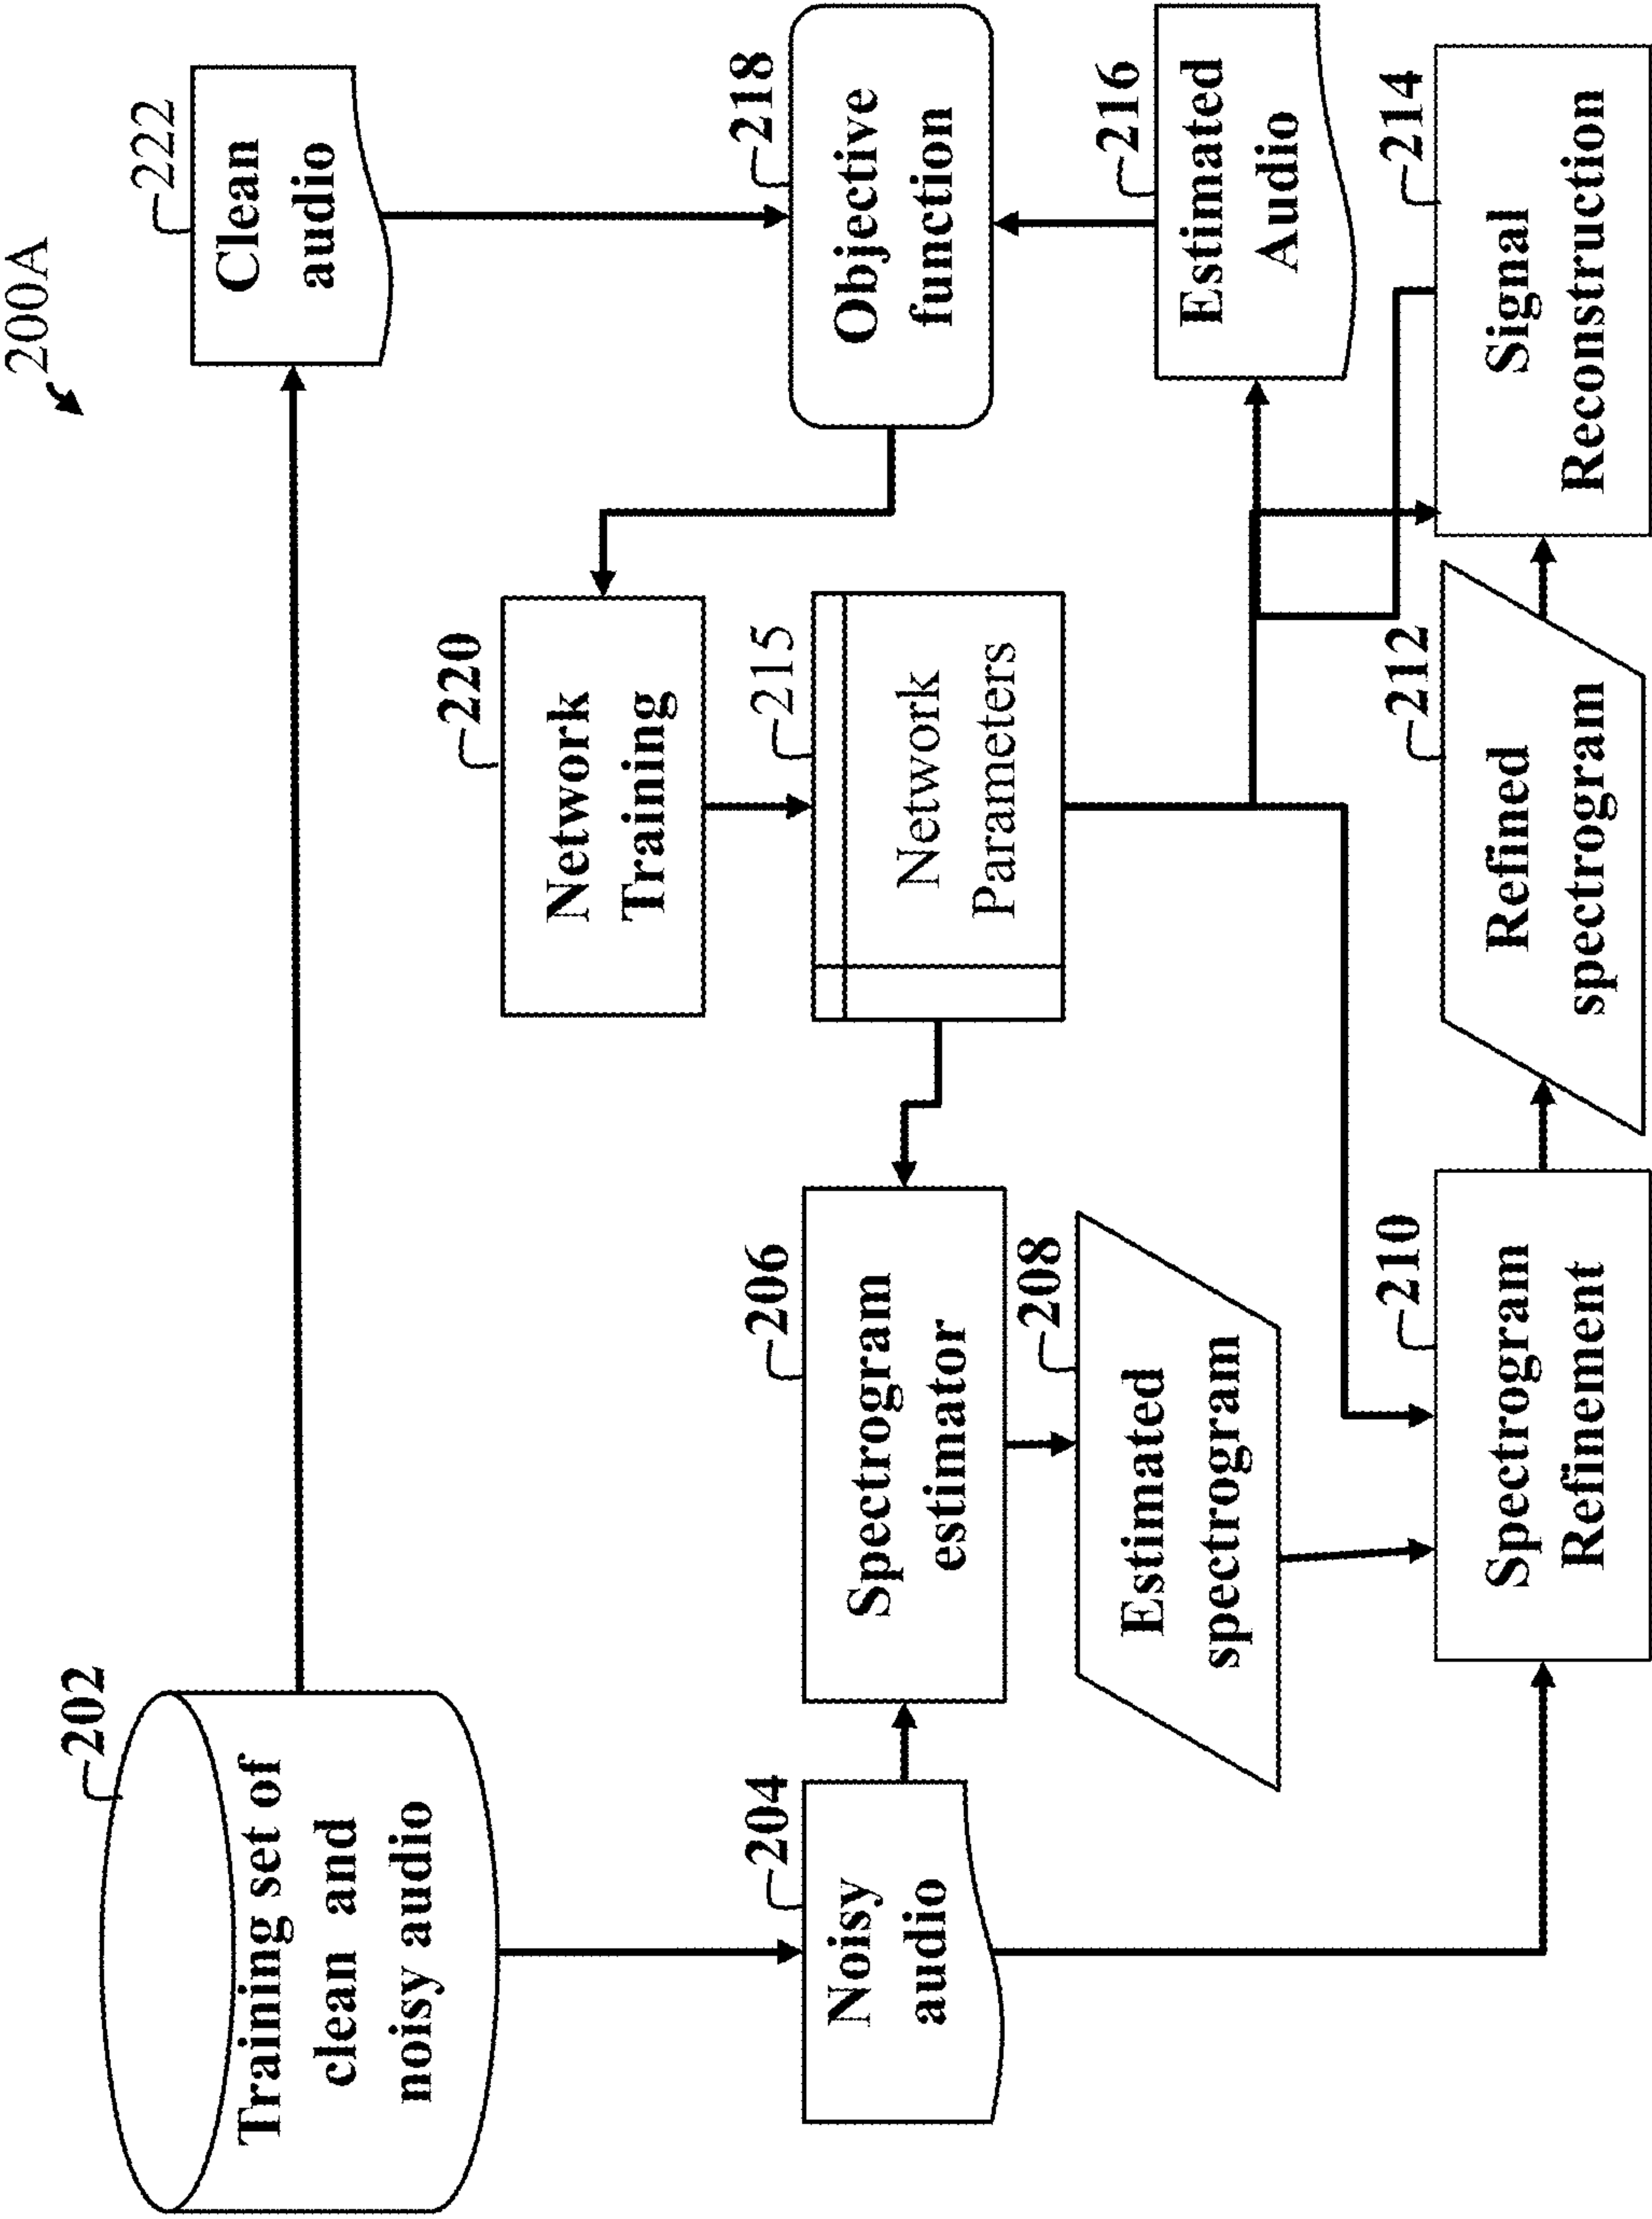 200A
202
Training set of
clean and
noisy audio
222
Clean
audio
220
Network
Training
218
Objective
function
204
Noisy
audio
206
Spectrogram
estimator
215
Network
Parameters
208
Estimated
spectrogram
216
Estimated
Audio
210
Spectrogram
Refinement
212
Refined
spectrogram
214
Signal
Reconstruction